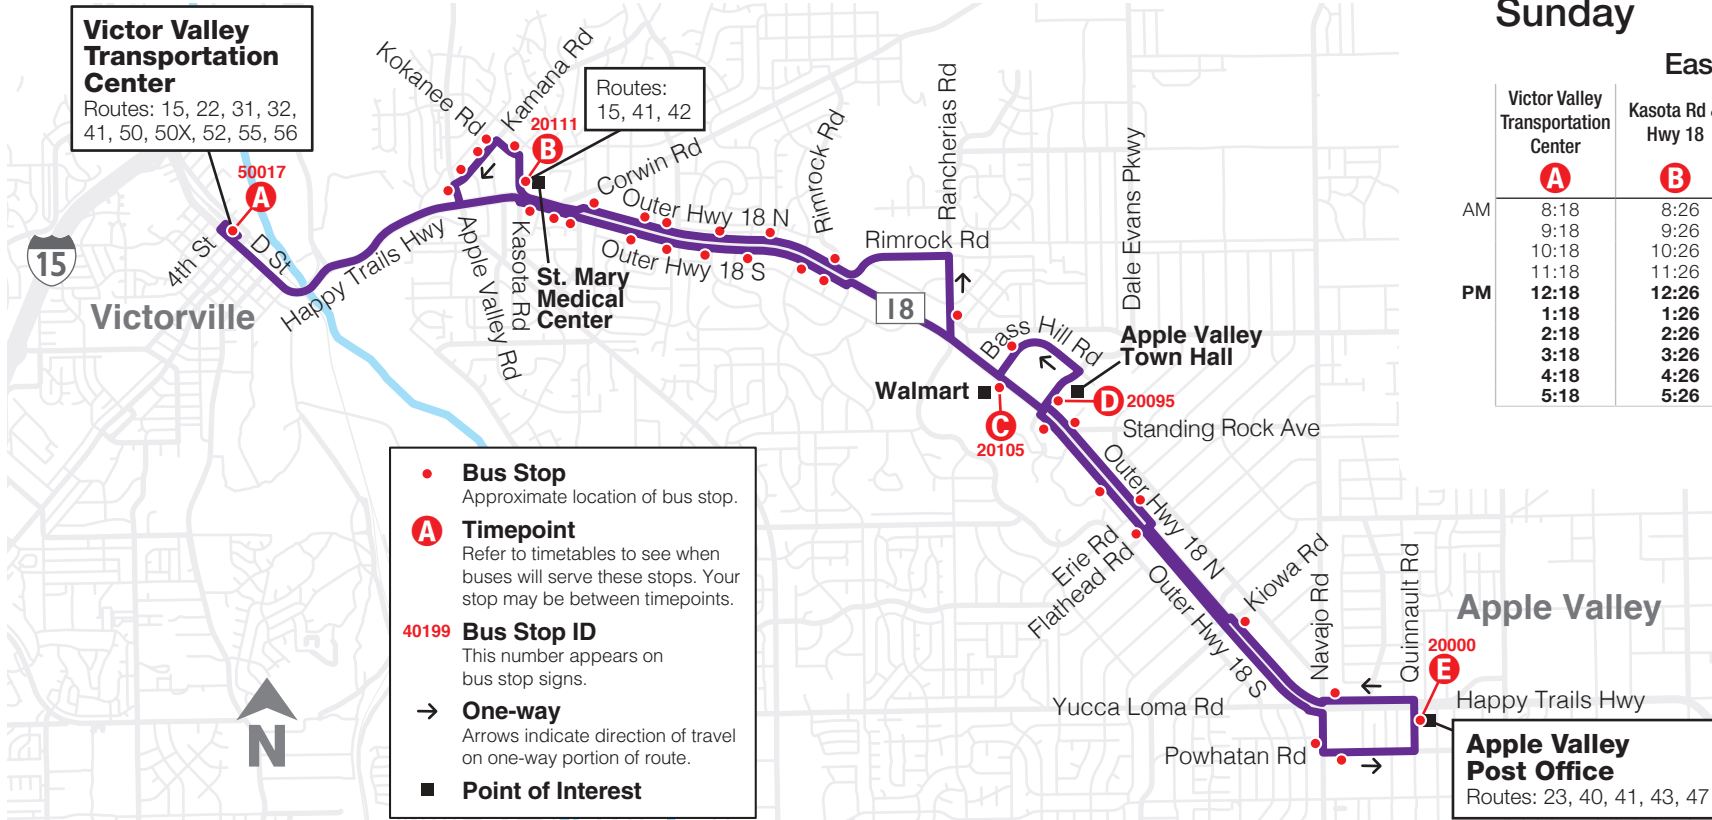 Sunday
Victor Valley
Transportation
Center
Routes: 15, 22, 31, 32,
41, 50, 50X, 52, 55, 56
50017
A
15
4th St
D St
Victorville
Happy Trails Hwy
Kokanee Rd
Kamana Rd
20111
B
Routes:
15, 41, 42
Corwin Rd
Outer Hwy 18 N
Outer Hwy 18 S
Apple Valley Rd
Kasota Rd
St. Mary
Medical
Center
Rimrock Rd
Rimrock Rd
Rancherias Rd
Dale Evans Pkwy
18
Bass Hill Rd
Apple Valley
Town Hall
Walmart
C
20105
D
20095
Standing Rock Ave
Outer Hwy 18 N
Outer Hwy 18 S
Erie Rd
Flathead Rd
Kiowa Rd
Navajo Rd
Quinnault Rd
Apple Valley
20000
E
Happy Trails Hwy
Yucca Loma Rd
Powhatan Rd
Apple Valley
Post Office
Routes: 23, 40, 41, 43, 47
Bus Stop
Approximate location of bus stop.
A
Timepoint
Refer to timetables to see when
buses will serve these stops. Your
stop may be between timepoints.
40199
Bus Stop ID
This number appears on
bus stop signs.
One-way
Arrows indicate direction of travel
on one-way portion of route.
Point of Interest
N
Eas
Victor Valley
Transportation
Center
Kasota Rd
Hwy 18
A B
AM 8:18 8:26
9:18 9:26
10:18 10:26
11:18 11:26
PM 12:18 12:26
1:18 1:26
2:18 2:26
3:18 3:26
4:18 4:26
5:18 5:26